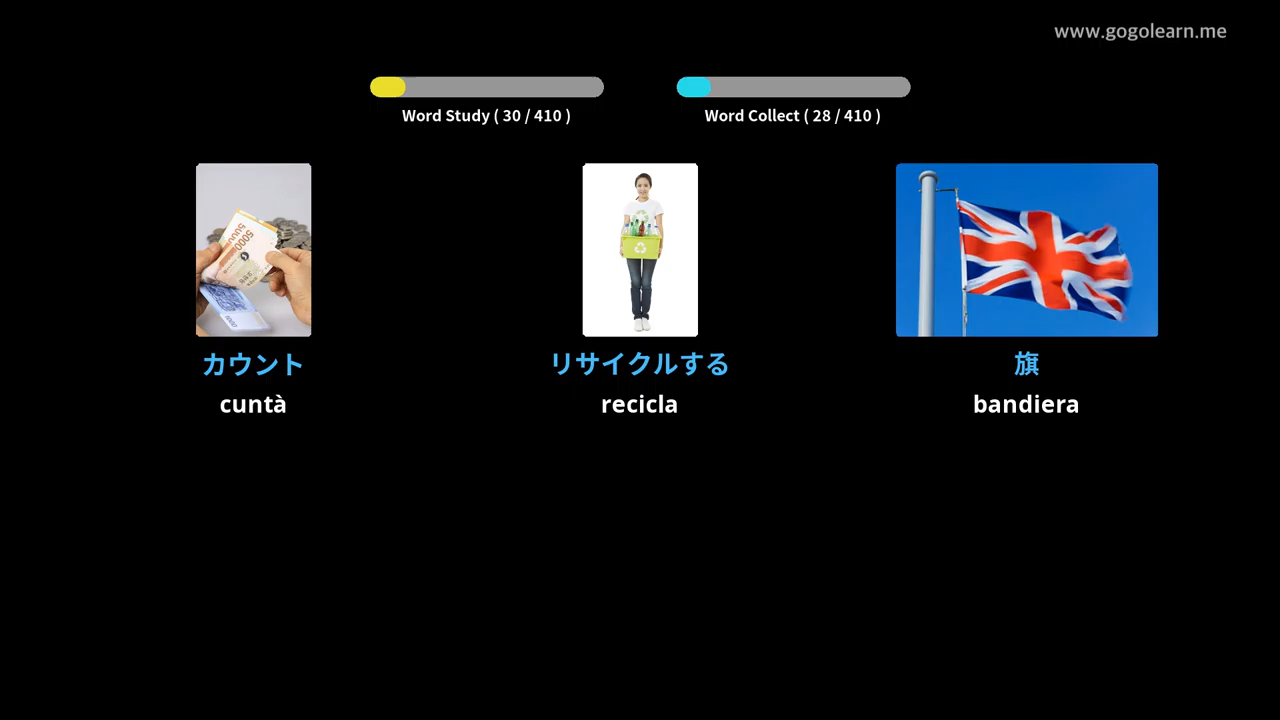 www.gogolearn.me
Word Study ( 30 / 410 )
Word Collect ( 28 / 410 )
カウント
リサイクルする
旗
cuntà
recicla
bandiera